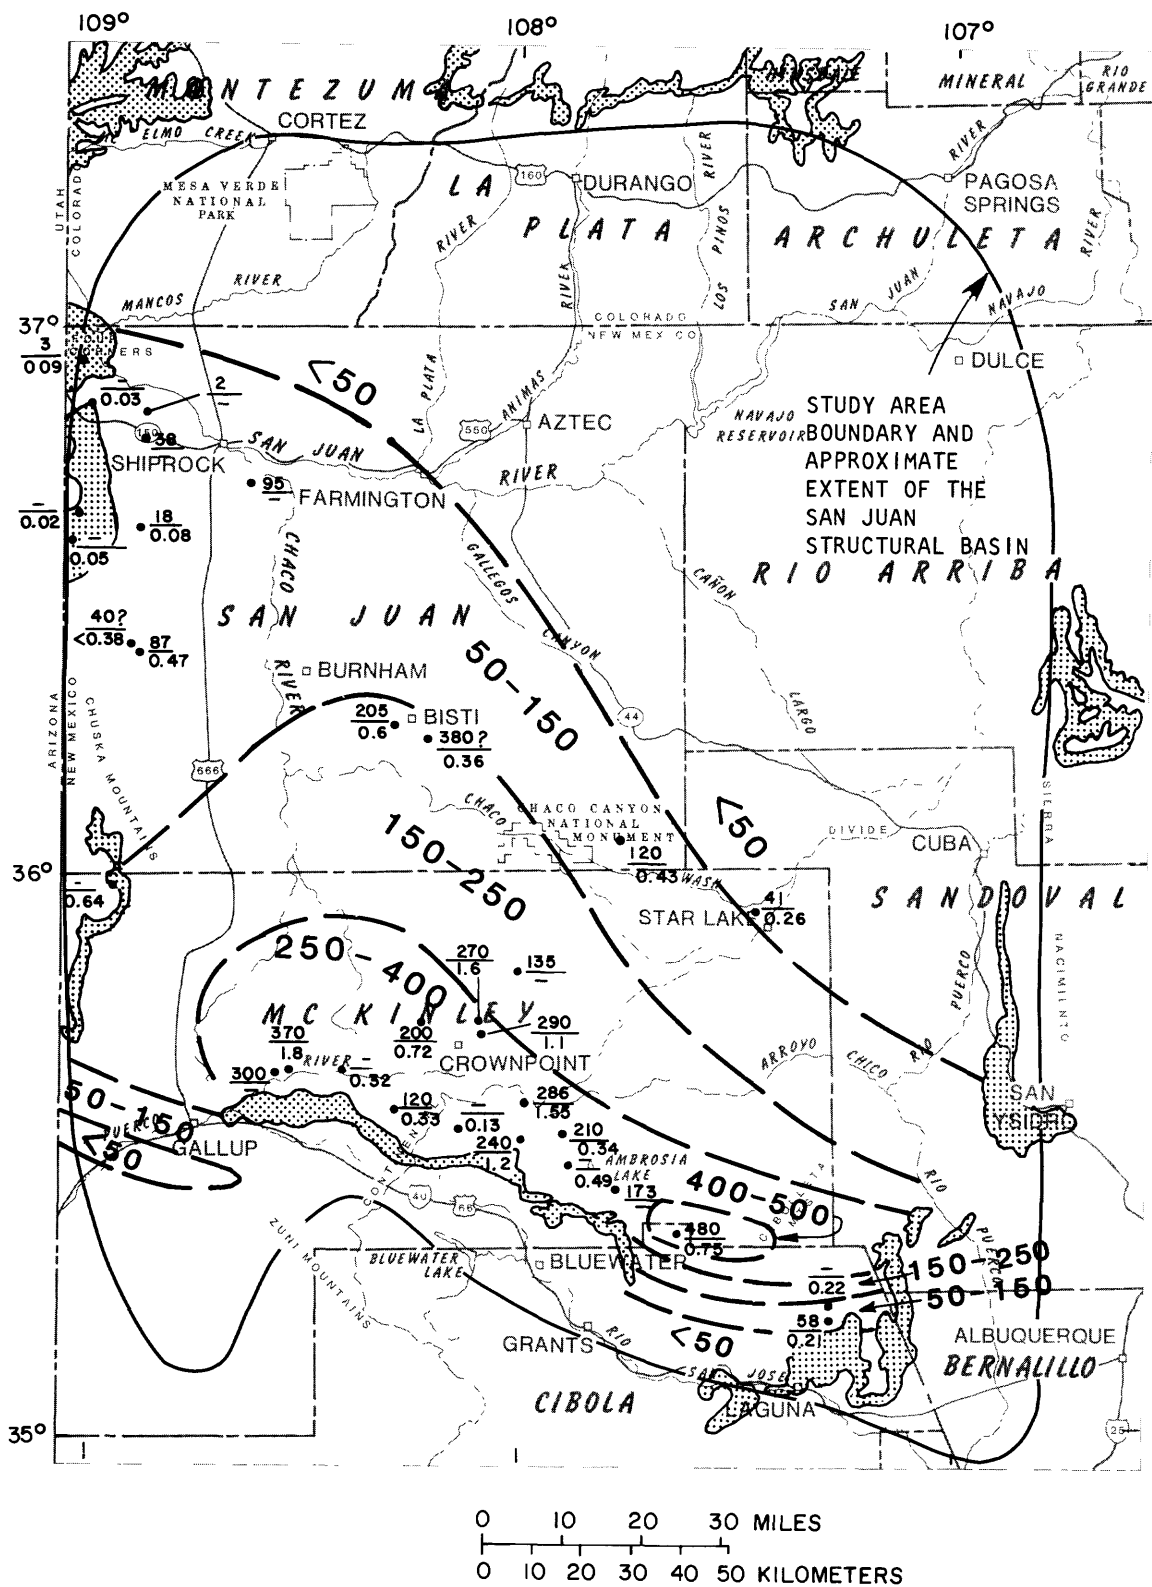 109°
108°
107°
MONTEZUMA
HINSDALE
MINERAL
RIO
GRANDE
CORTEZ
ELMO CREEK
RIVER
MESA VERDE
NATIONAL
PARK
LA
PLATA
160
DURANGO
RIVER
LOS PINOS
RIVER
PAGOSA
SPRINGS
ARCHULETA
RIVER
UTAH
COLORADO
RIVER
MANCOS
RIVER
SAN JUAN
NAVAJO
37°
COLORADO
NEW MEXICO
FOUR
CORNERS
3
0.09
<50
DULCE
-
0.03
2
-
LA PLATA
ANIMAS
AZTEC
550
NAVAJO
RESERVOIR
STUDY AREA
BOUNDARY AND
APPROXIMATE
EXTENT OF THE
SAN JUAN
STRUCTURAL BASIN
38
SAN JUAN
RIVER
SHIPROCK
95
-
FARMINGTON
-
0.02
18
0.08
-
0.05
CHACO
RIVER
GALLEGOS
CANYON
CAÑON
LARGO
RIO ARRIBA
SAN JUAN
40?
<0.38
87
0.47
BURNHAM
50-150
ARIZONA
NEW MEXICO
CHUSKA MOUNTAINS
205
0.6
BISTI
380?
0.36
44
666
CHACO
CHACO CANYON
NATIONAL
MONUMENT
<50
DIVIDE
SIERRA
150-250
120
0.43
WASH
CUBA
36°
-
0.64
41
0.26
STAR LAKE
SANDOVAL
250-400
270
1.6
135
-
NACIMIENTO
MC KINLEY
PUERCO
RIO
370
1.8
200
0.72
290
1.1
CROWNPOINT
ARROYO
CHICO
RIVER
300
-
-
0.32
286
1.55
SAN
YSIDRO
50-150
PUERCO
120
0.33
-
0.13
210
0.34
240
1.2
GALLUP
<50
-
0.49
AMBROSIA
LAKE
173
-
400-500
RIO
PUERCO
40
66
ZUNI MOUNTAINS
480
0.75
BLUEWATER
LAKE
BLUEWATER
150-250
-
0.22
50-150
58
0.21
<50
GRANTS
RIO
SAN JOSE
ALBUQUERQUE
BERNALILLO
CIBOLA
LAGUNA
35°
25
0 10 20 30 MILES
0 10 20 30 40 50 KILOMETERS